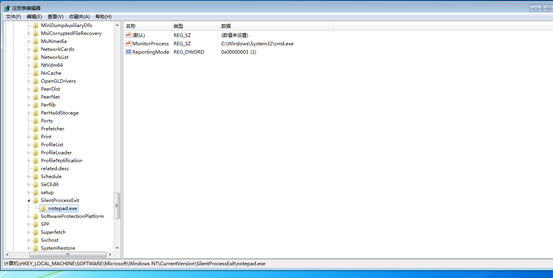 注册表编辑器
文件(F) 编辑(E) 查看(V) 收藏夹(A) 帮助(H)
MiniDumpAuxiliaryDlls
MsiCorruptedFileRecovery
Multimedia
NetworkCards
NetworkList
NtVdm64
NvCache
OpenGLDrivers
PeerDist
PeerNet
Perflib
PerHwIdStorage
Ports
Prefetcher
Print
ProfileList
ProfileLoader
ProfileNotification
related.desc
Schedule
SeCEdit
setup
SilentProcessExit
notepad.exe
SoftwareProtectionPlatform
SPP
Superfetch
Svchost
SystemRestore
名称 类型 数据
(默认) REG_SZ (数值未设置)
MonitorProcess REG_SZ C:\Windows\System32\cmd.exe
ReportingMode REG_DWORD 0x00000001 (1)
计算机\HKEY_LOCAL_MACHINE\SOFTWARE\Microsoft\Windows NT\CurrentVersion\SilentProcessExit\notepad.exe